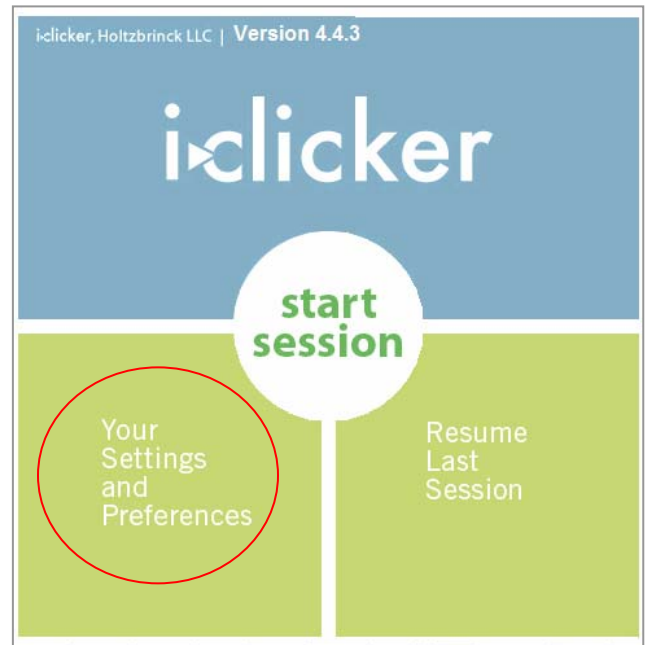 i>clicker, Holtzbrinck LLC | Version 4.4.3
i>clicker
start
session
Your
Settings
and
Preferences
Resume
Last
Session